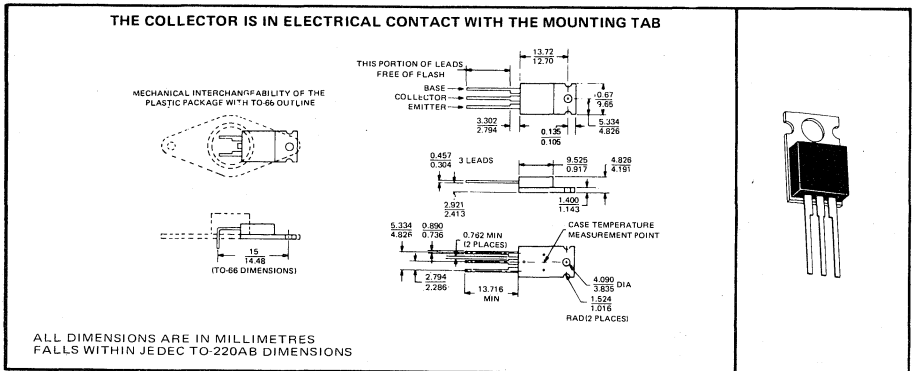 THE COLLECTOR IS IN ELECTRICAL CONTACT WITH THE MOUNTING TAB
MECHANICAL INTERCHANGEABILITY OF THE
PLASTIC PACKAGE WITH TO-66 OUTLINE
15
14.48
(TO-66 DIMENSIONS)
13.72
12.70
THIS PORTION OF LEADS
FREE OF FLASH
BASE
COLLECTOR
EMITTER
9.65
3.302
2.794
0.135
0.105
5.334
4.826
0.457
0.304
3 LEADS
9.525
0.917
4.826
4.191
2.921
2.413
1.400
1.143
5.334
4.826
0.890
0.736
0.762 MIN
(2 PLACES)
CASE TEMPERATURE
MEASUREMENT POINT
2.794
2.286
13.716
MIN
4.090
3.835
DIA
1.524
1.016
RAD(2 PLACES)
ALL DIMENSIONS ARE IN MILLIMETRES
FALLS WITHIN JEDEC TO-220AB DIMENSIONS